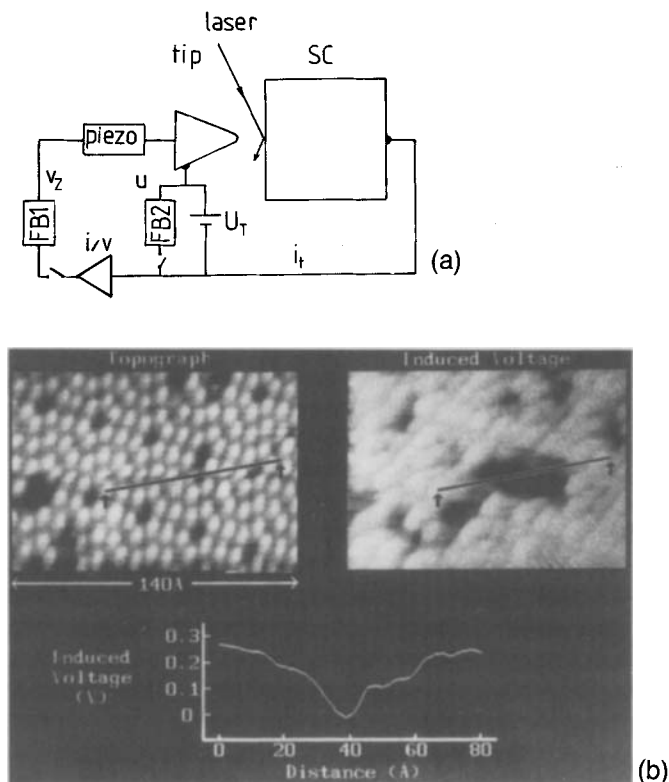 laser
tip SC
piezo
v_z u
FB1 FB2 U_T
i/v i_t (a)
Topograph Induced Voltage
140Å
0.3
Induced 0.2
Voltage 0.1
(V) 0
0 20 40 60 80
Distance (Å) (b)